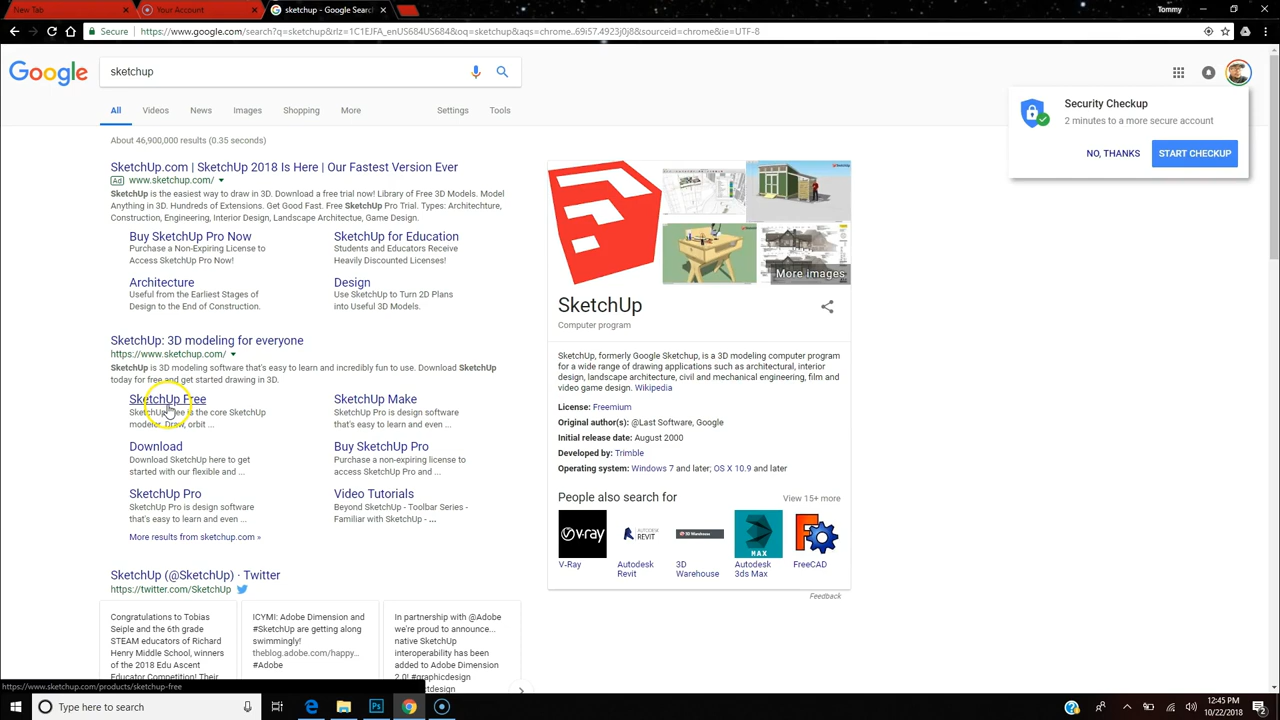 New Tab
Your Account
sketchup - Google Search
Tommy
Secure
https://www.google.com/search?q=sketchup&rlz=1C1EJFA_enUS684US684&oq=sketchup&aqs=chrome..69i57.4923j0j8&sourceid=chrome&ie=UTF-8
Google
sketchup
All
Videos
News
Images
Shopping
More
Settings
Tools
Security Checkup
2 minutes to a more secure account
NO, THANKS
START CHECKUP
About 46,900,000 results (0.35 seconds)
SketchUp.com | SketchUp 2018 Is Here | Our Fastest Version Ever
Ad www.sketchup.com/
SketchUp is the easiest way to draw in 3D. Download a free trial now! Library of Free 3D Models. Model
Anything in 3D. Hundreds of Extensions. Get Good Fast. Free SketchUp Pro Trial. Types: Architechture,
Construction, Engineering, Interior Design, Landscape Architectue, Game Design.
Buy SketchUp Pro Now
Purchase a Non-Expiring License to
Access SketchUp Pro Now!
SketchUp for Education
Students and Educators Receive
Heavily Discounted Licenses!
Architecture
Useful from the Earliest Stages of
Design to the End of Construction.
Design
Use SketchUp to Turn 2D Plans
into Useful 3D Models.
SketchUp: 3D modeling for everyone
https://www.sketchup.com/
SketchUp is 3D modeling software that's easy to learn and incredibly fun to use. Download SketchUp
today for free and get started drawing in 3D.
SketchUp Free
SketchUp Free is the core SketchUp
modeler. Draw, orbit ...
SketchUp Make
SketchUp Pro is design software
that's easy to learn and even ...
Download
Download SketchUp here to get
started with our flexible and ...
Buy SketchUp Pro
Purchase a non-expiring license to
access SketchUp Pro and ...
SketchUp Pro
SketchUp Pro is design software
that's easy to learn and even ...
Video Tutorials
Beyond SketchUp - Toolbar Series -
Familiar with SketchUp - ...
More results from sketchup.com »
SketchUp (@SketchUp) · Twitter
https://twitter.com/SketchUp
Congratulations to Tobias
Seiple and the 6th grade
STEAM educators of Richard
Henry Middle School, winners
of the 2018 Edu Ascent
Educator Competition! Their
ICYMI: Adobe Dimension and
#SketchUp are getting along
swimmingly!
theblog.adobe.com/happy...
#Adobe
In partnership with @Adobe
we're proud to announce...
native SketchUp
interoperability has been
added to Adobe Dimension
2.0! #graphicdesign
More images
SketchUp
Computer program
SketchUp, formerly Google Sketchup, is a 3D modeling computer program
for a wide range of drawing applications such as architectural, interior
design, landscape architecture, civil and mechanical engineering, film and
video game design. Wikipedia
License: Freemium
Original author(s): @Last Software, Google
Initial release date: August 2000
Developed by: Trimble
Operating system: Windows 7 and later; OS X 10.9 and later
People also search for
View 15+ more
v·ray
AUTODESK
REVIT
3D WAREHOUSE
MAX
V-Ray
Autodesk
Revit
3D
Warehouse
Autodesk
3ds Max
FreeCAD
Feedback
https://www.sketchup.com/products/sketchup-free
Type here to search
Ps
12:45 PM
10/22/2018
2